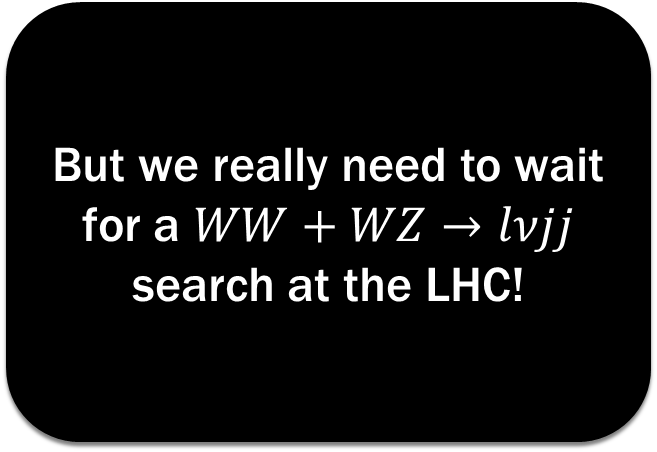 But we really need to wait
for a 𝑊𝑊 + 𝑊𝑍 → 𝑙𝜈𝑗𝑗
search at the LHC!